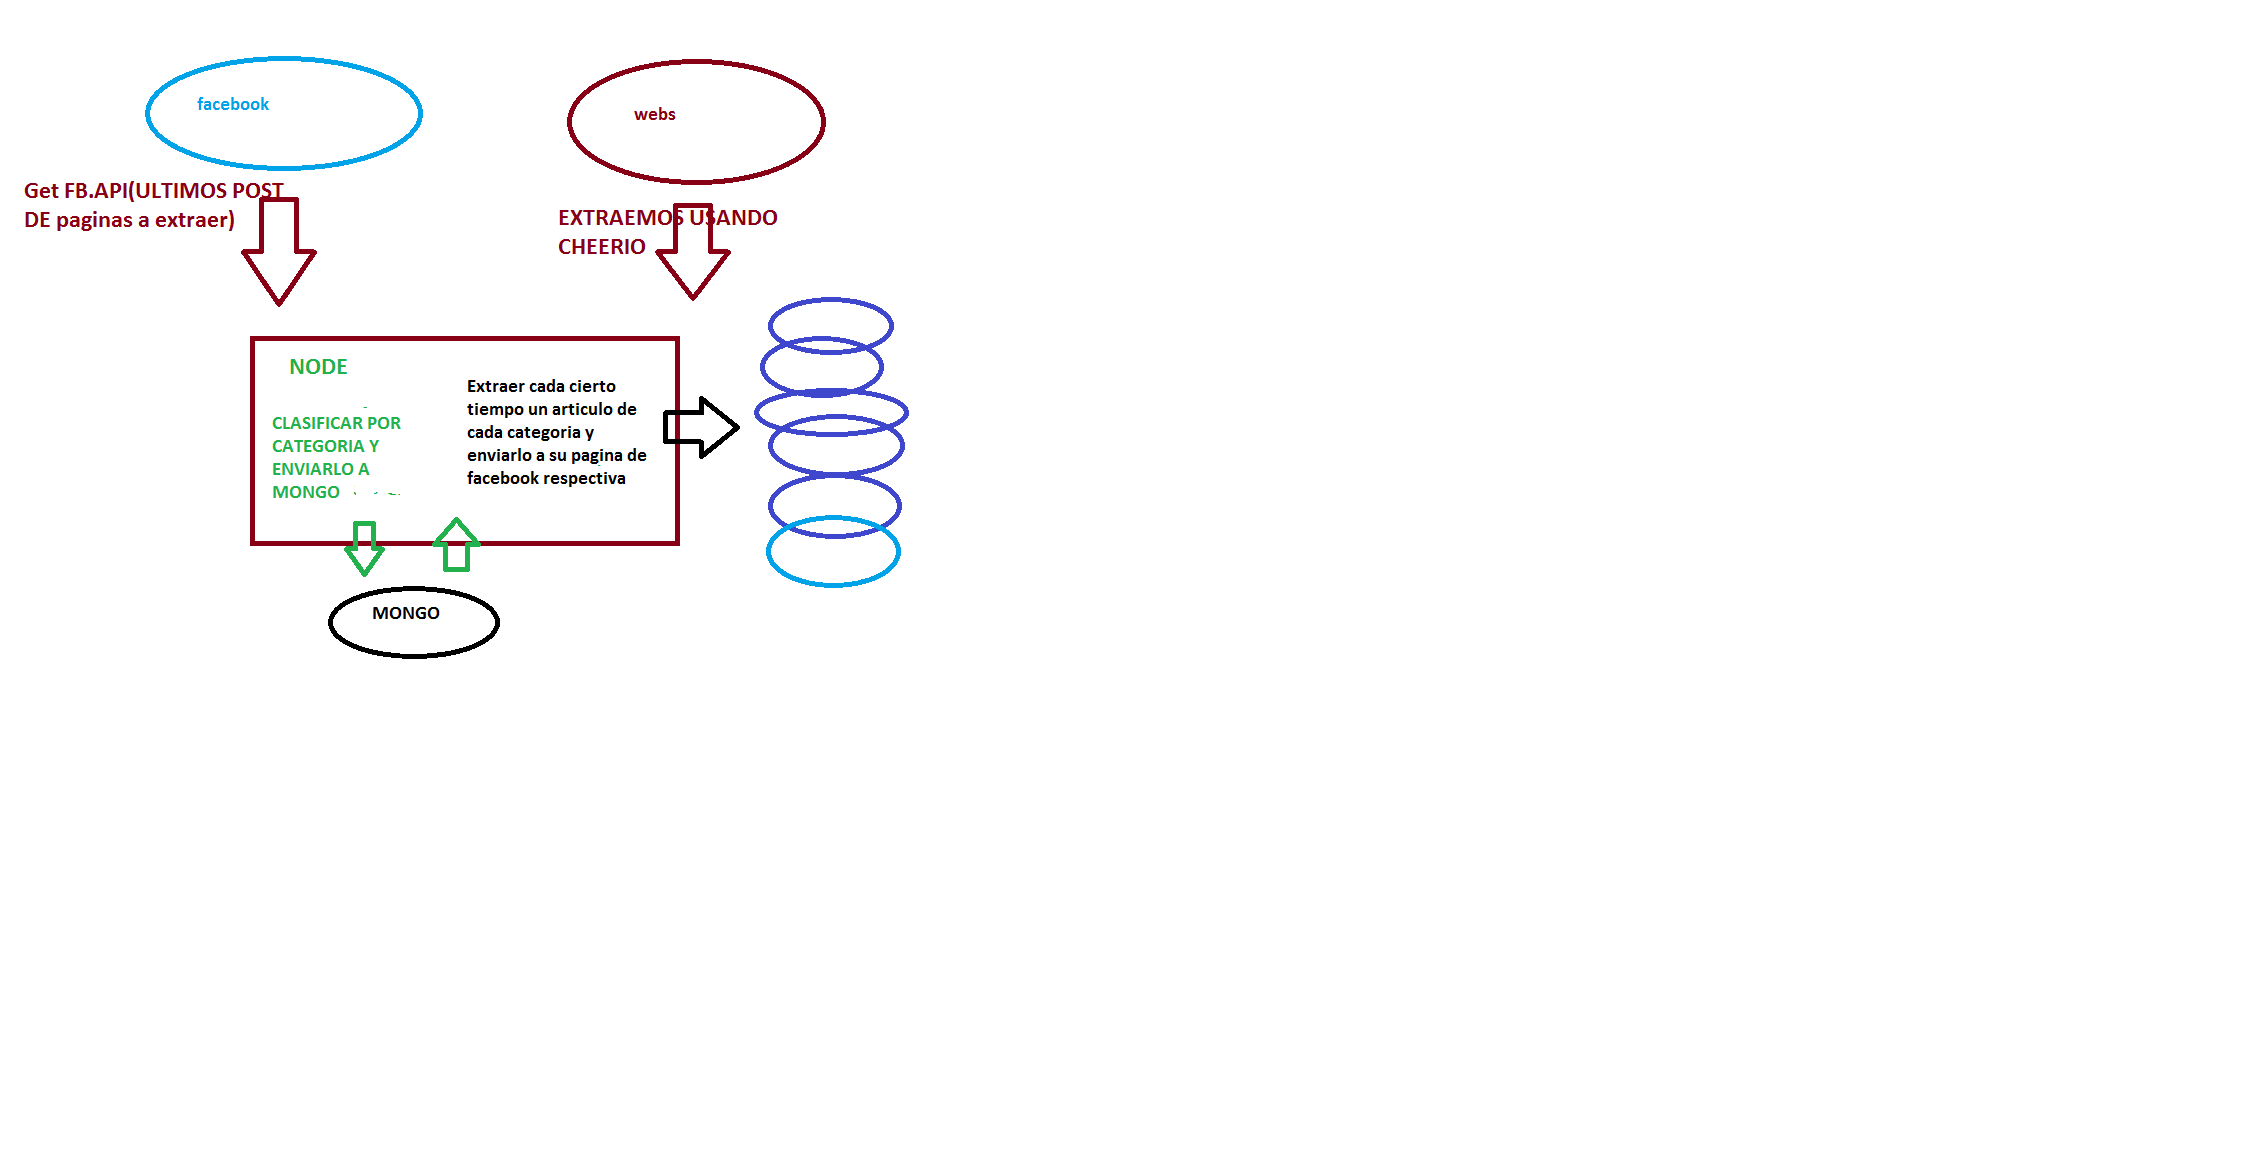 facebook
webs
Get FB.API(ULTIMOS POST
DE paginas a extraer)
EXTRAEMOS USANDO
CHEERIO
NODE
CLASIFICAR POR
CATEGORIA Y
ENVIARLO A
MONGO
Extraer cada cierto
tiempo un articulo de
cada categoria y
enviarlo a su pagina de
facebook respectiva
MONGO